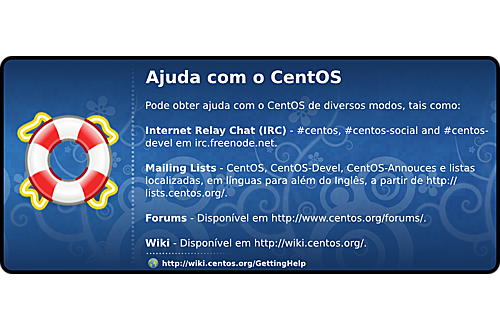 Ajuda com o CentOS
Pode obter ajuda com o CentOS de diversos modos, tais como:
Internet Relay Chat (IRC) - #centos, #centos-social and #centos-
devel em irc.freenode.net.
Mailing Lists - CentOS, CentOS-Devel, CentOS-Annouces e listas
localizadas, em línguas para além do Inglês, a partir de http://
lists.centos.org/.
Forums - Disponível em http://www.centos.org/forums/.
Wiki - Disponível em http://wiki.centos.org/.
http://wiki.centos.org/GettingHelp